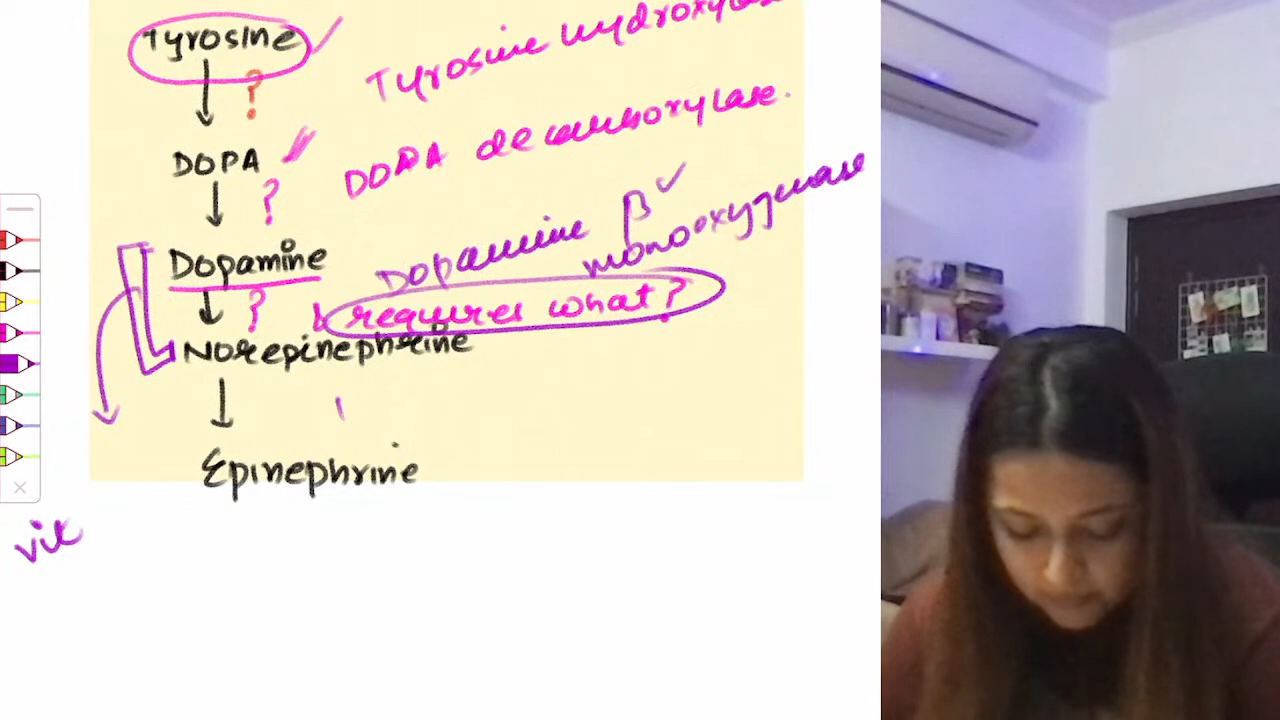 Tyrosine
Tyrosine hydroxylase
?
DOPA decarboxylase.
DOPA
?
Dopamine β
monooxygenase
Dopamine
?
requires what?
Norepinephrine
Epinephrine
vit